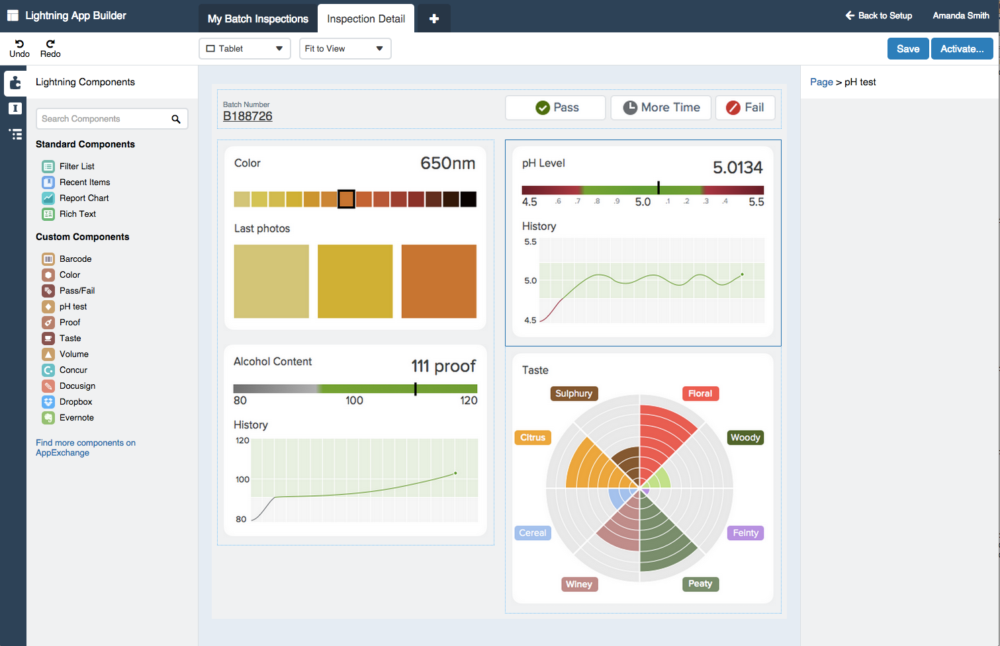 Lightning App Builder
My Batch Inspections
Inspection Detail
Back to Setup
Amanda Smith
Undo
Redo
Tablet
Fit to View
Save
Activate...
Lightning Components
Search Components
Standard Components
Filter List
Recent Items
Report Chart
Rich Text
Custom Components
Barcode
Color
Pass/Fail
pH test
Proof
Taste
Volume
Concur
Docusign
Dropbox
Evernote
Find more components on
AppExchange
Batch Number
B188726
Pass
More Time
Fail
Color
650nm
Last photos
Alcohol Content
111 proof
80 100 120
History
120
100
80
pH Level
5.0134
4.5 .6 .7 .8 .9 5.0 .1 .2 .3 .4 5.5
History
5.5
5.0
4.5
Taste
Sulphury
Floral
Citrus
Woody
Cereal
Feinty
Winey
Peaty
Page > pH test